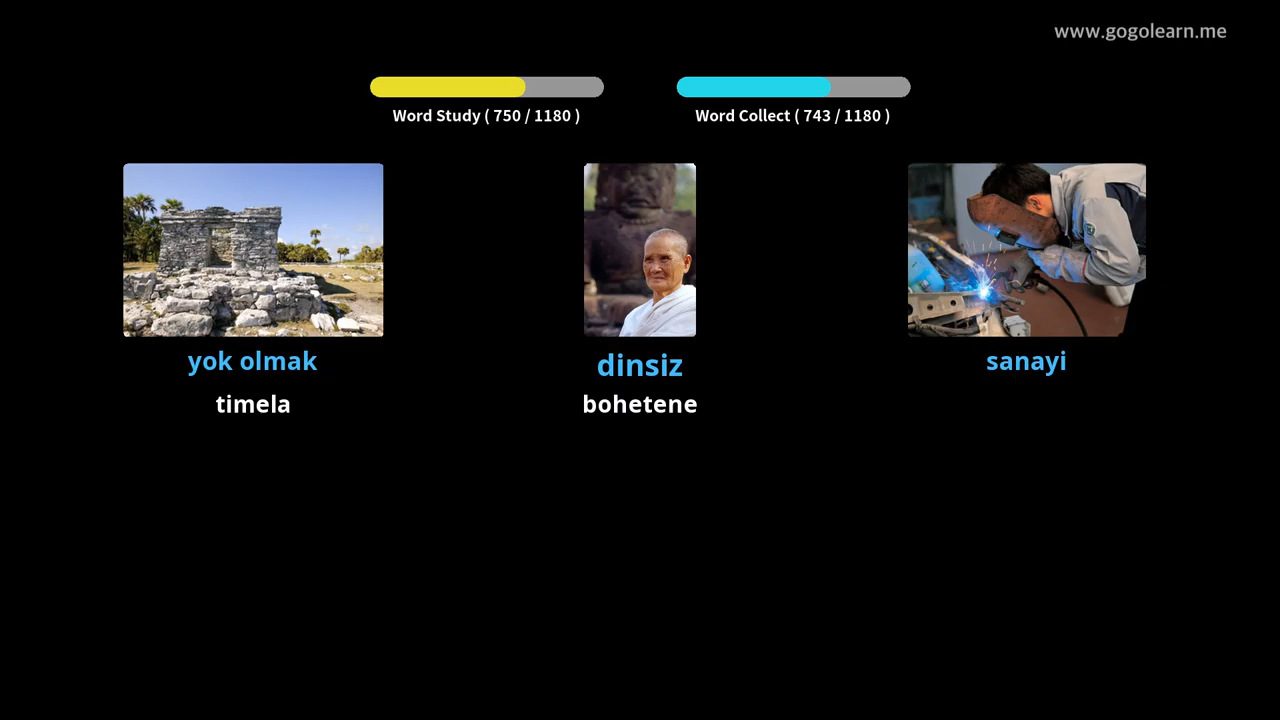 www.gogolearn.me
Word Study ( 750 / 1180 )
Word Collect ( 743 / 1180 )
yok olmak
dinsiz
sanayi
timela
bohetene